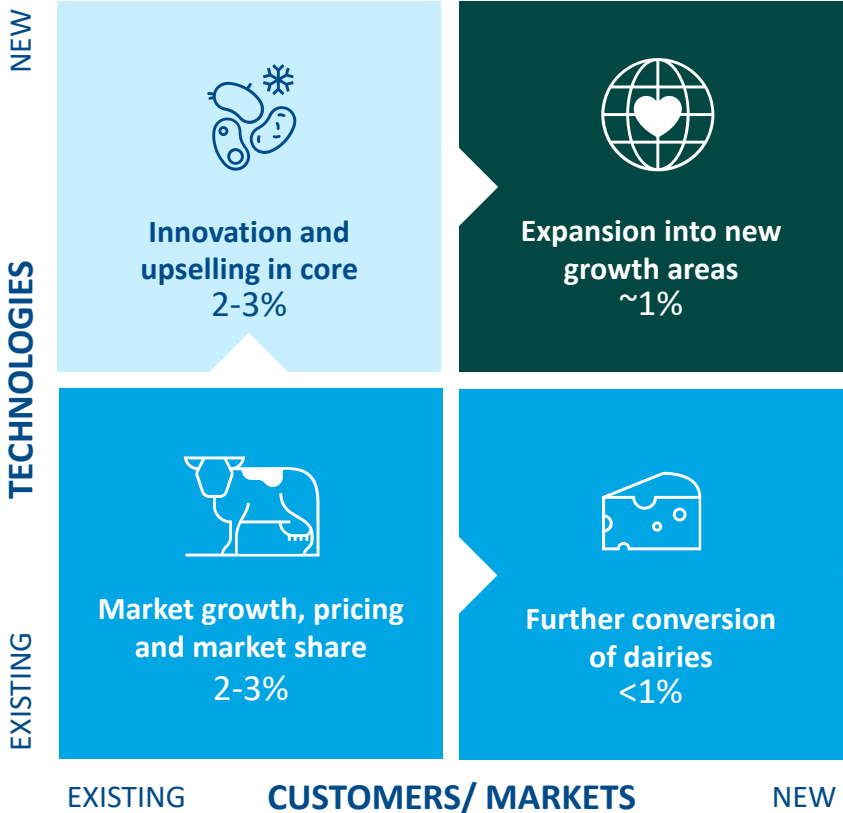 NEW
TECHNOLOGIES
EXISTING
Innovation and
upselling in core
2-3%
Expansion into new
growth areas
~1%
Market growth, pricing
and market share
2-3%
Further conversion
of dairies
<1%
EXISTING
CUSTOMERS/ MARKETS
NEW